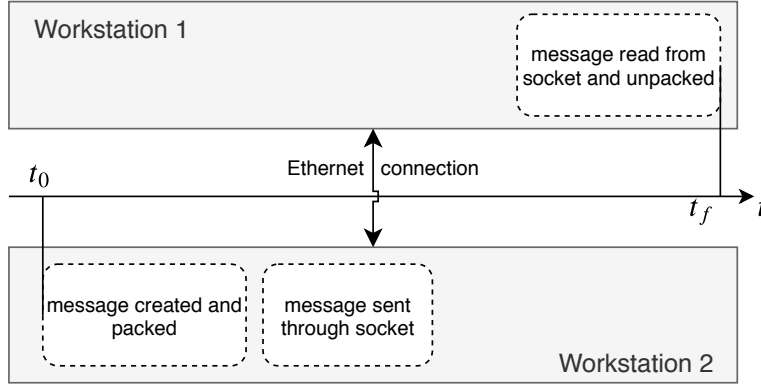 Workstation 1
message read from
socket and unpacked
Ethernet connection
t₀
t_f
t
message created and
packed
message sent
through socket
Workstation 2